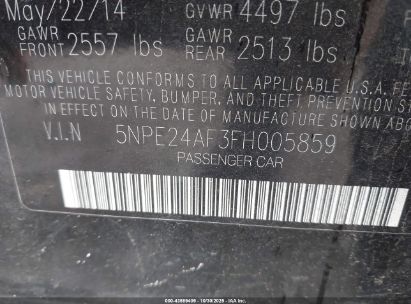 May/22/14 GVWR 4497 lbs
GAWR FRONT 2557 lbs GAWR REAR 2513 lbs
THIS VEHICLE CONFORMS TO ALL APPLICABLE U.S.A. FE
MOTOR VEHICLE SAFETY, BUMPER, AND THEFT PREVENTION S
IN EFFECT ON THE DATE OF MANUFACTURE SHOWN ABO
V.I.N 5NPE24AF3FH005859
PASSENGER CAR